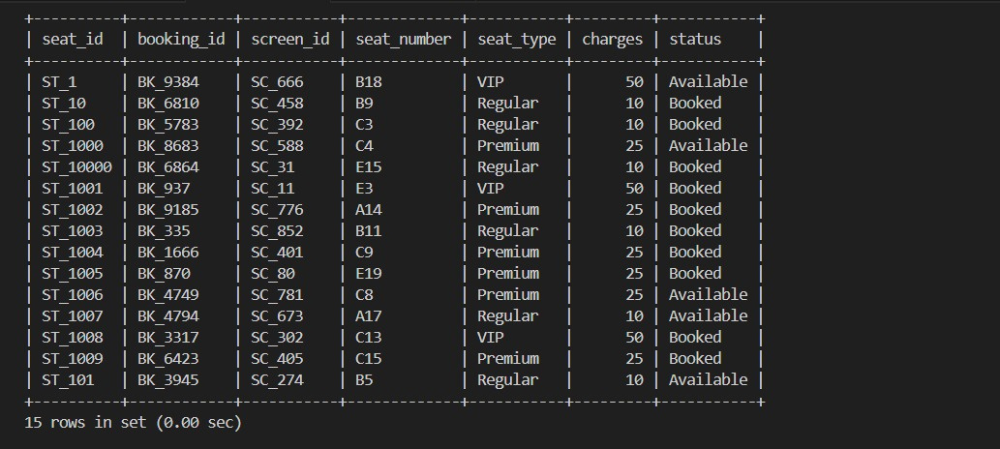 +----------+------------+-----------+-------------+-----------+---------+-----------+
| seat_id  | booking_id | screen_id | seat_number | seat_type | charges | status    |
+----------+------------+-----------+-------------+-----------+---------+-----------+
| ST_1     | BK_9384    | SC_666    | B18         | VIP       |      50 | Available |
| ST_10    | BK_6810    | SC_458    | B9          | Regular   |      10 | Booked    |
| ST_100   | BK_5783    | SC_392    | C3          | Regular   |      10 | Booked    |
| ST_1000  | BK_8683    | SC_588    | C4          | Premium   |      25 | Available |
| ST_10000 | BK_6864    | SC_31     | E15         | Regular   |      10 | Booked    |
| ST_1001  | BK_937     | SC_11     | E3          | VIP       |      50 | Booked    |
| ST_1002  | BK_9185    | SC_776    | A14         | Premium   |      25 | Booked    |
| ST_1003  | BK_335     | SC_852    | B11         | Regular   |      10 | Booked    |
| ST_1004  | BK_1666    | SC_401    | C9          | Premium   |      25 | Booked    |
| ST_1005  | BK_870     | SC_80     | E19         | Premium   |      25 | Booked    |
| ST_1006  | BK_4749    | SC_781    | C8          | Premium   |      25 | Available |
| ST_1007  | BK_4794    | SC_673    | A17         | Regular   |      10 | Available |
| ST_1008  | BK_3317    | SC_302    | C13         | VIP       |      50 | Booked    |
| ST_1009  | BK_6423    | SC_405    | C15         | Premium   |      25 | Booked    |
| ST_101   | BK_3945    | SC_274    | B5          | Regular   |      10 | Available |
+----------+------------+-----------+-------------+-----------+---------+-----------+
15 rows in set (0.00 sec)